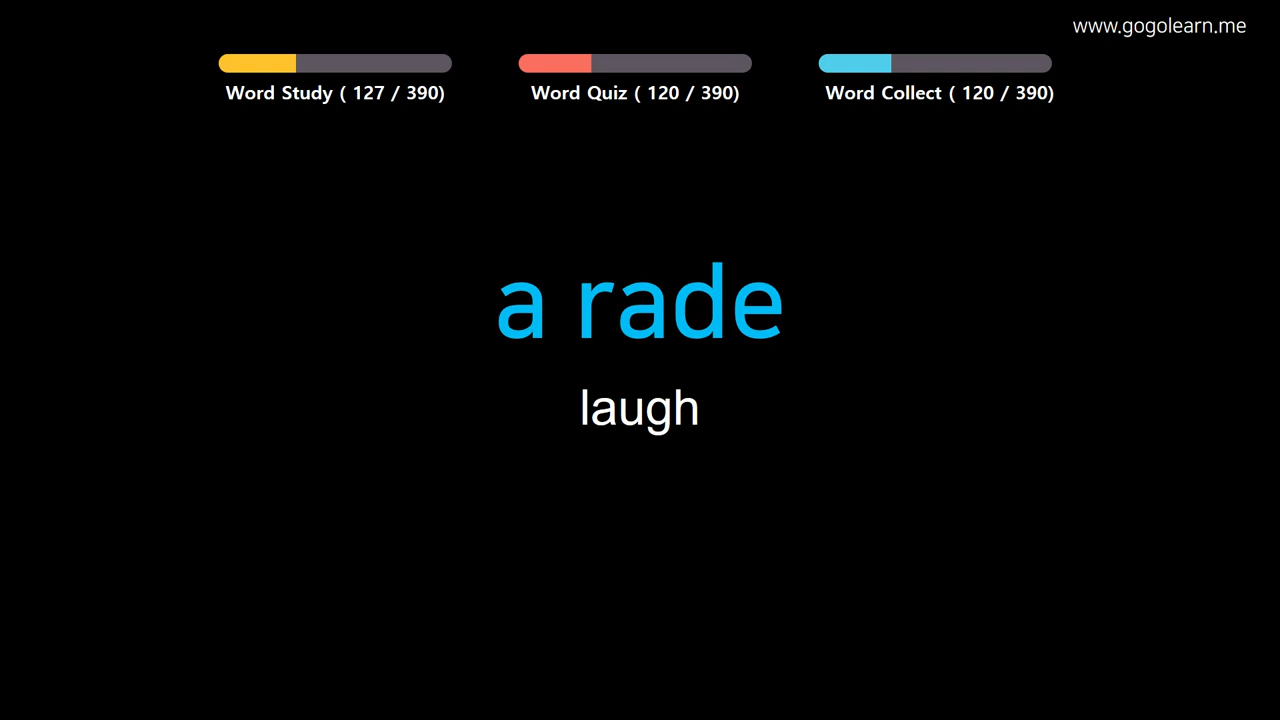 www.gogolearn.me
Word Study ( 127 / 390)
Word Quiz ( 120 / 390)
Word Collect ( 120 / 390)
a rade
laugh